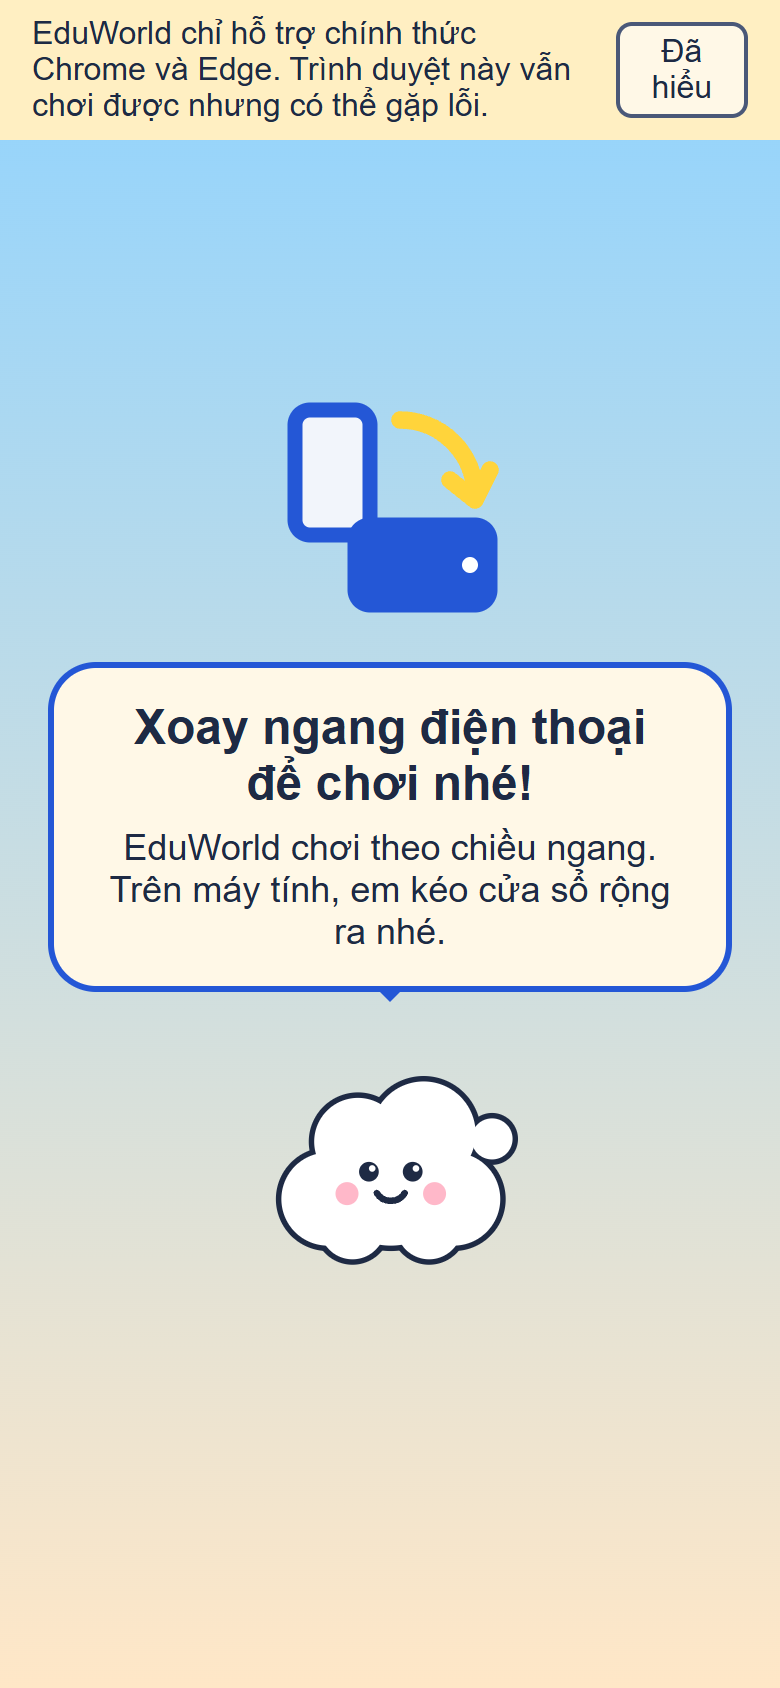 EduWorld chỉ hỗ trợ chính thức
Chrome và Edge. Trình duyệt này vẫn
chơi được nhưng có thể gặp lỗi.
Đã
hiểu
Xoay ngang điện thoại
để chơi nhé!
EduWorld chơi theo chiều ngang.
Trên máy tính, em kéo cửa sổ rộng
ra nhé.